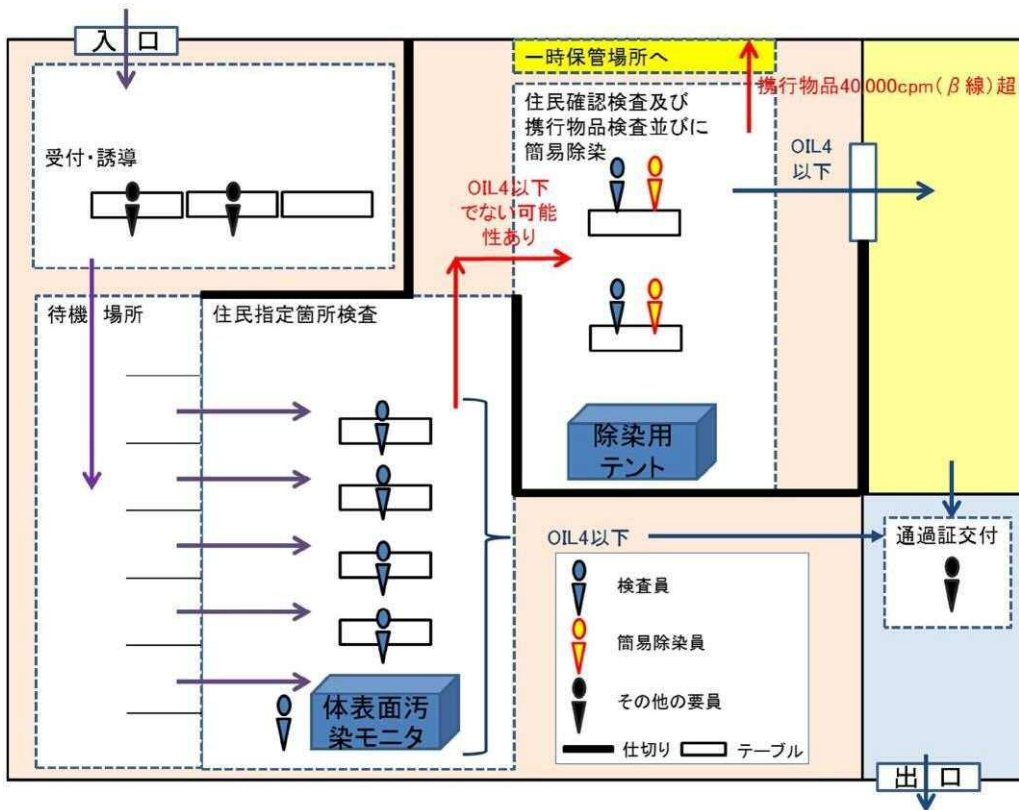 入 口
受付・誘導
待機 場所
住民指定箇所検査
体表面汚
染モニタ
OIL4以下
でない可能
性あり
一時保管場所へ
携行物品40 000cpm(β線)超
住民確認検査及び
携行物品検査並びに
簡易除染
除染用
テント
OIL4
以下
OIL4以下
通過証交付
検査員
簡易除染員
その他の要員
仕切り
テーブル
出 口